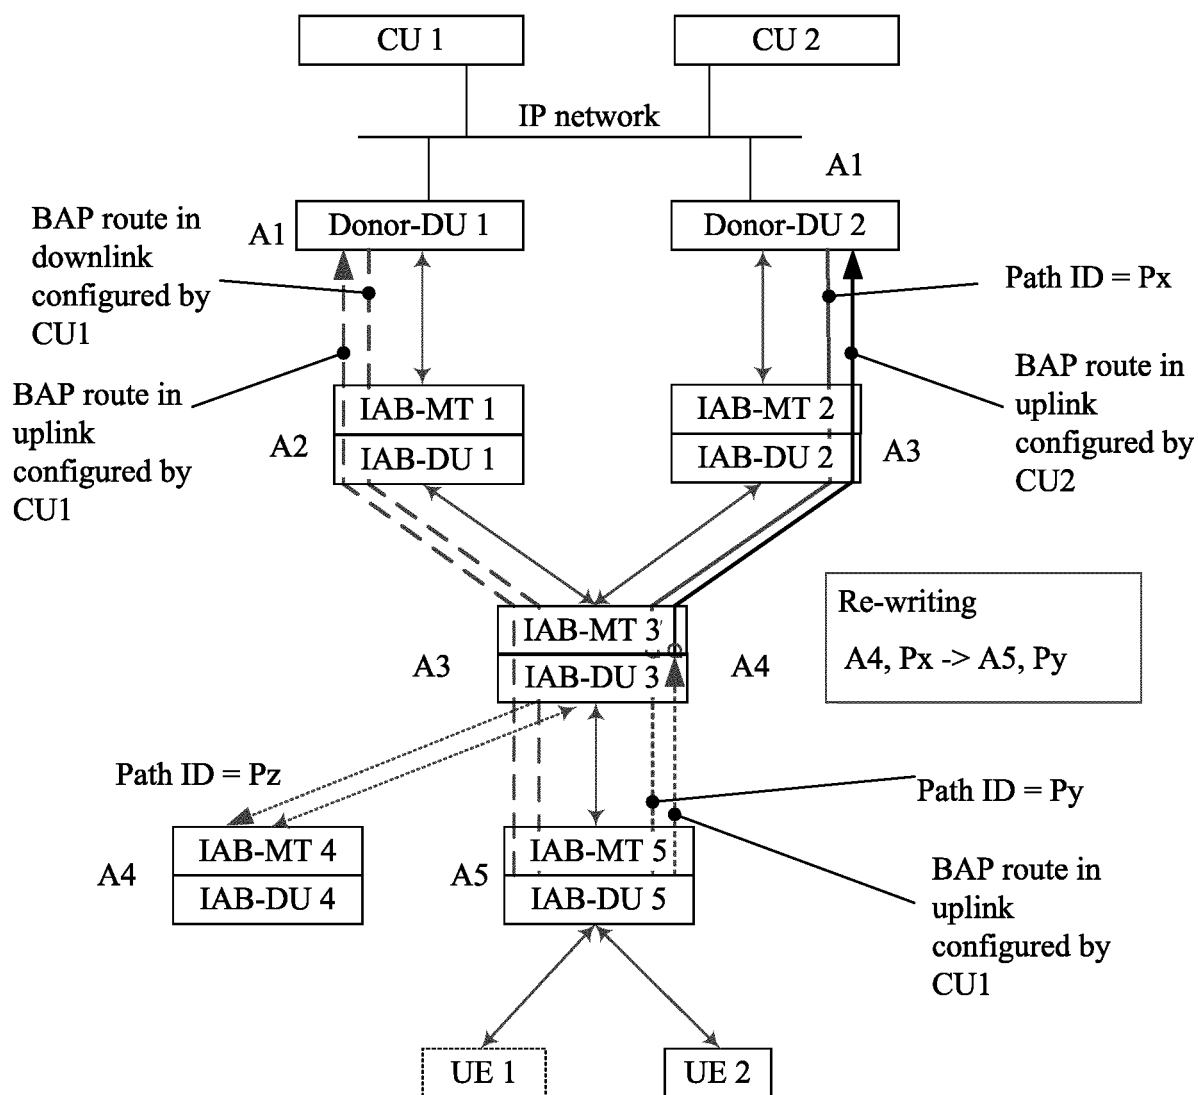 CU 1
CU 2
IP network
A1
BAP route in
downlink
configured by
CU1
A1
Donor-DU 1
Donor-DU 2
Path ID = Px
BAP route in
uplink
configured by
CU1
A2
IAB-MT 1
IAB-DU 1
IAB-MT 2
IAB-DU 2
A3
BAP route in
uplink
configured by
CU2
Re-writing
A4, Px -> A5, Py
A3
IAB-MT 3
IAB-DU 3
A4
Path ID = Pz
Path ID = Py
A4
IAB-MT 4
IAB-DU 4
A5
IAB-MT 5
IAB-DU 5
BAP route in
uplink
configured by
CU1
UE 1
UE 2